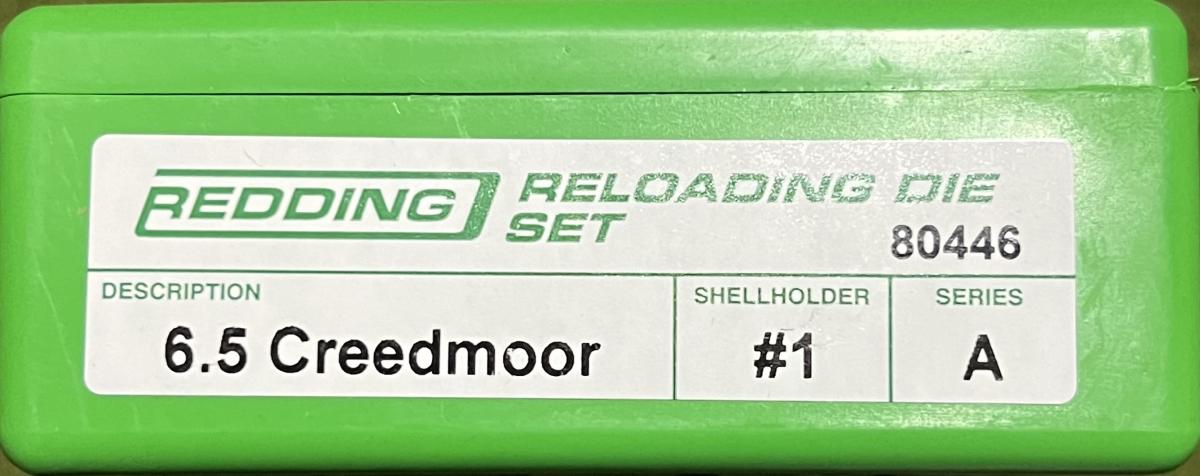 REDDING RELOADING DIE
SET
80446
DESCRIPTION SHELLHOLDER SERIES
6.5 Creedmoor #1 A